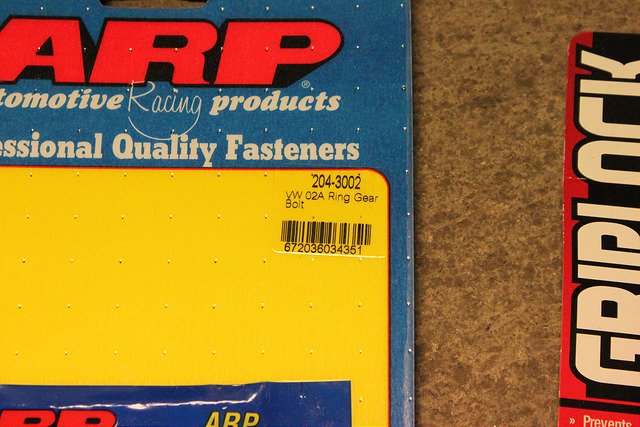 ARP®
tomotive Racing products
essional Quality Fasteners
204-3002
VW 02A Ring Gear
Bolt
672036034351
ARP
GRIPLOCK
» Prevents